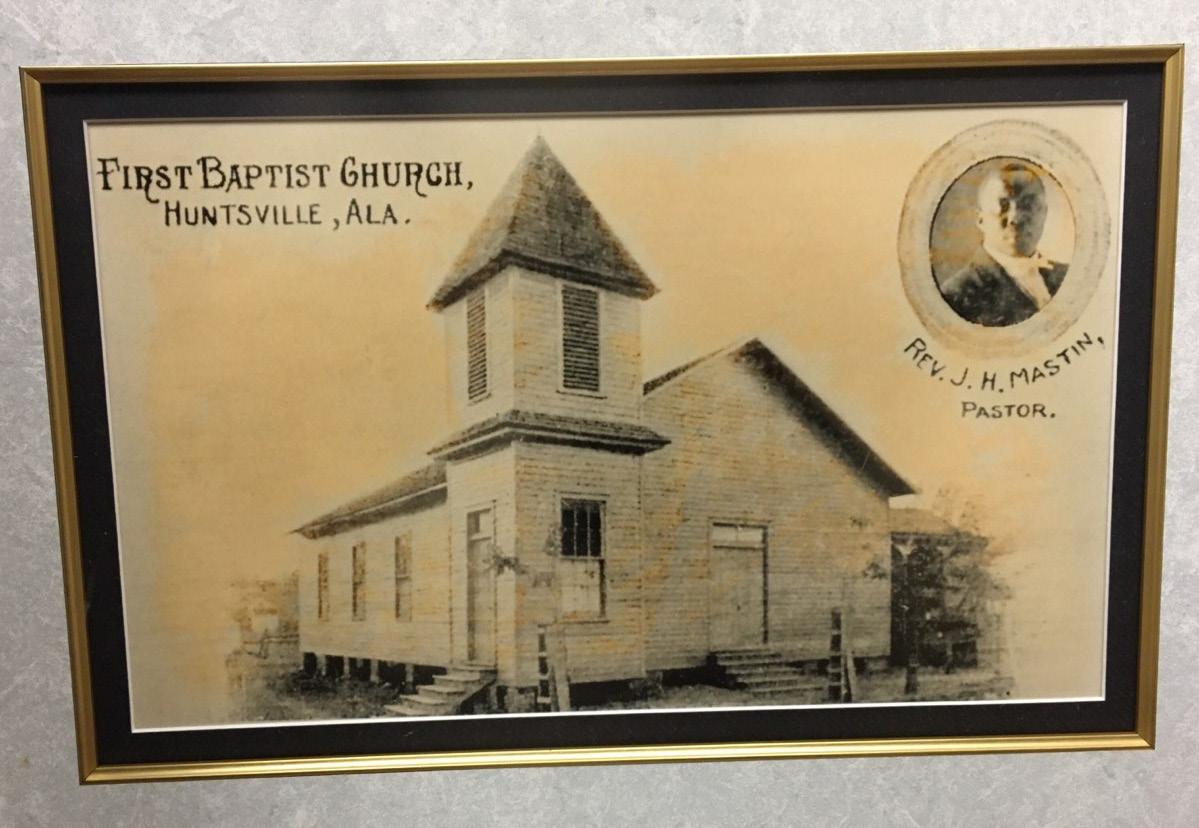 First Baptist Church,
Huntsville, Ala.
Rev. J. H. Mastin,
Pastor.